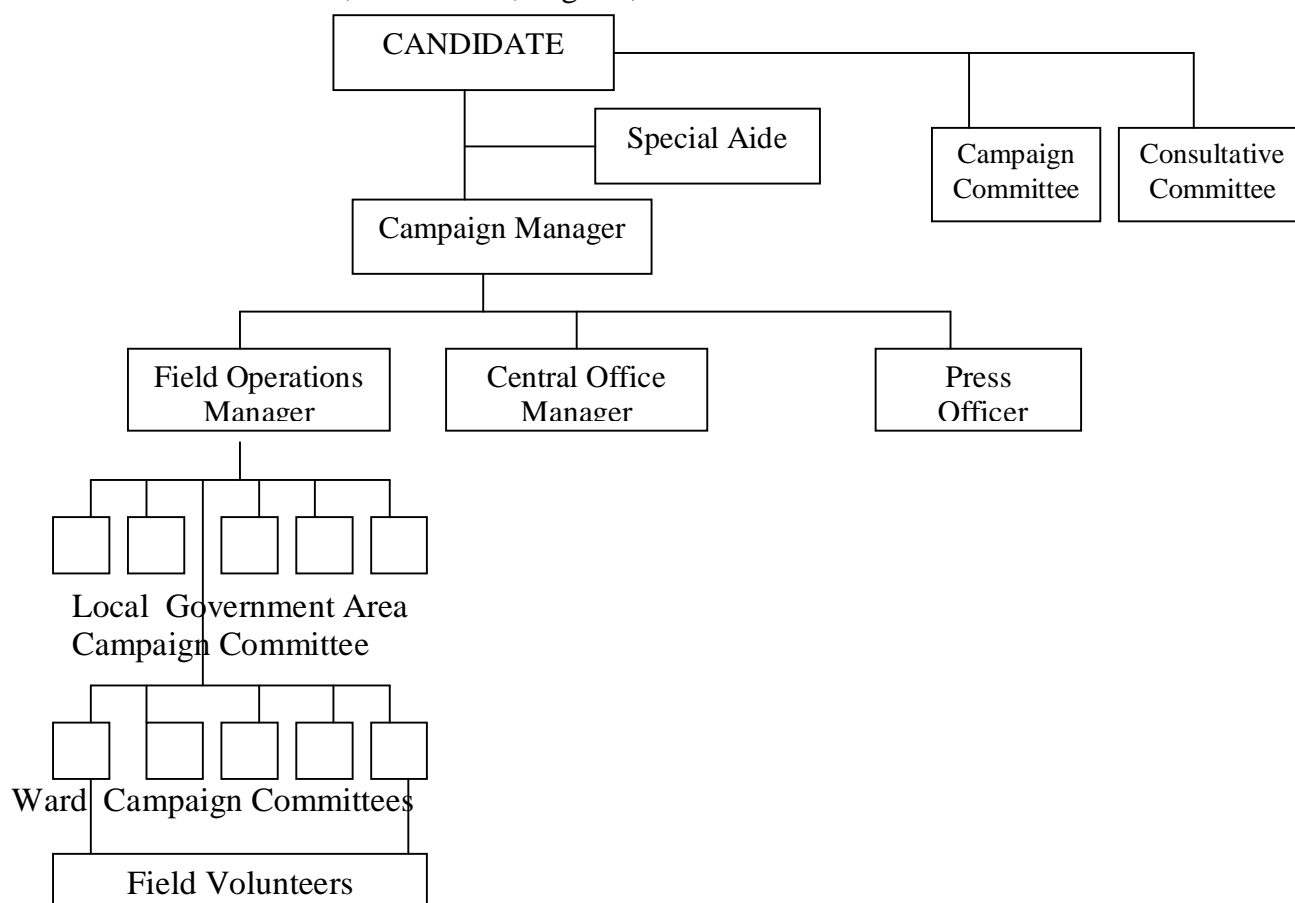 CANDIDATE
Special Aide
Campaign
Committee
Consultative
Committee
Campaign Manager
Field Operations
Manager
Central Office
Manager
Press
Officer
Local Government Area
Campaign Committee
Ward Campaign Committees
Field Volunteers